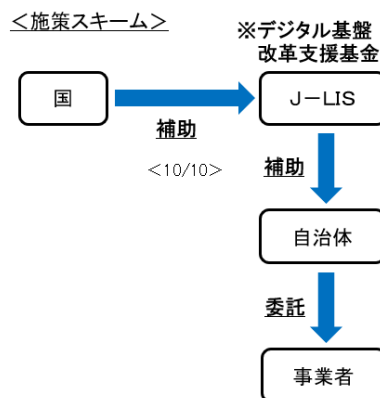 ＜施策スキーム＞
※デジタル基盤
改革支援基金
国
J－LIS
補助
＜10/10＞
補助
自治体
委託
事業者